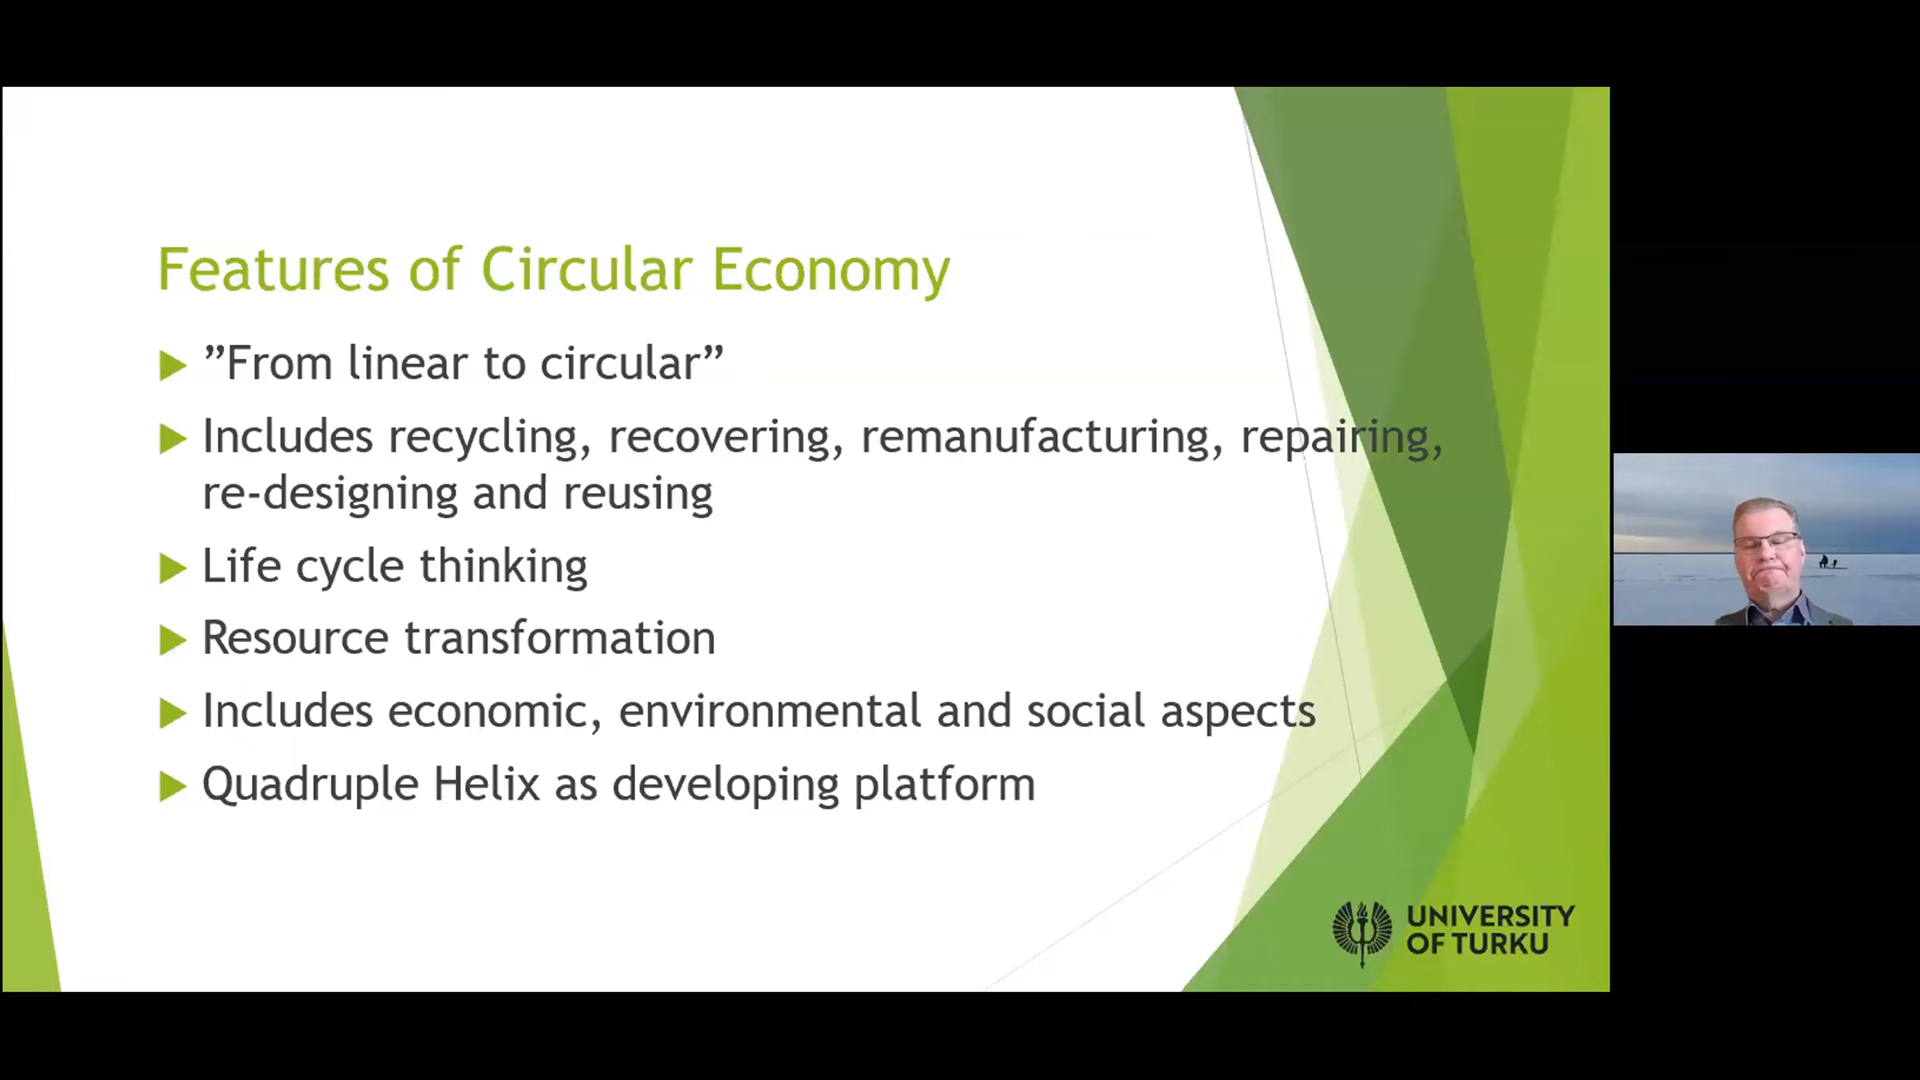 Features of Circular Economy
”From linear to circular”
Includes recycling, recovering, remanufacturing, repairing,
re-designing and reusing
Life cycle thinking
Resource transformation
Includes economic, environmental and social aspects
Quadruple Helix as developing platform
UNIVERSITY
OF TURKU